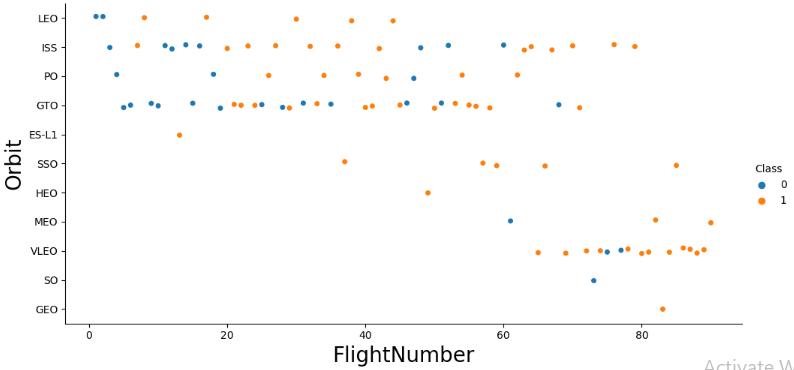 LEO
ISS
PO
GTO
ES-L1
SSO
HEO
MEO
VLEO
SO
GEO
Orbit
0 20 40 60 80
FlightNumber
Class
0
1
Activate W